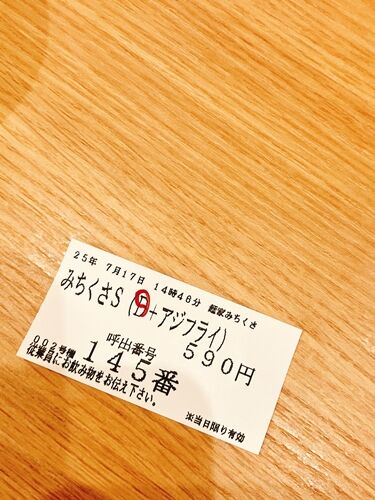 25年 7月17日 14時46分 麺家みちくさ
みちくさS(D+アジフライ)
呼出番号 590円
002号機 145番
従業員にお飲み物をお伝え下さい。
※当日限り有効